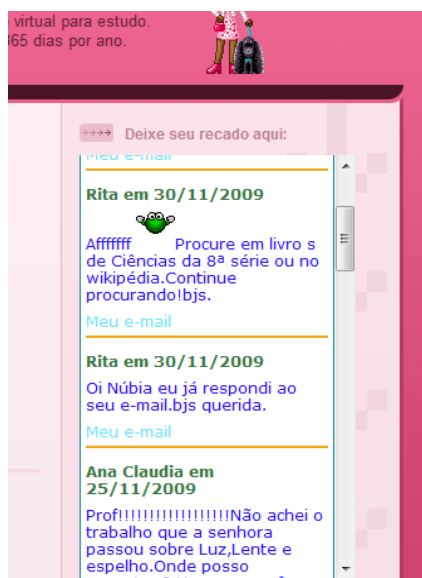 virtual para estudo.
365 dias por ano.
Deixe seu recado aqui:
Meu e-mail
Rita em 30/11/2009
Affffff Procure em livro s
de Ciências da 8ª série ou no
wikipédia.Continue
procurando!bjs.
Meu e-mail
Rita em 30/11/2009
Oi Núbia eu já respondi ao
seu e-mail.bjs querida.
Meu e-mail
Ana Claudia em
25/11/2009
Prof!!!!!!!!!!!!!!!!!!Não achei o
trabalho que a senhora
passou sobre Luz,Lente e
espelho.Onde posso